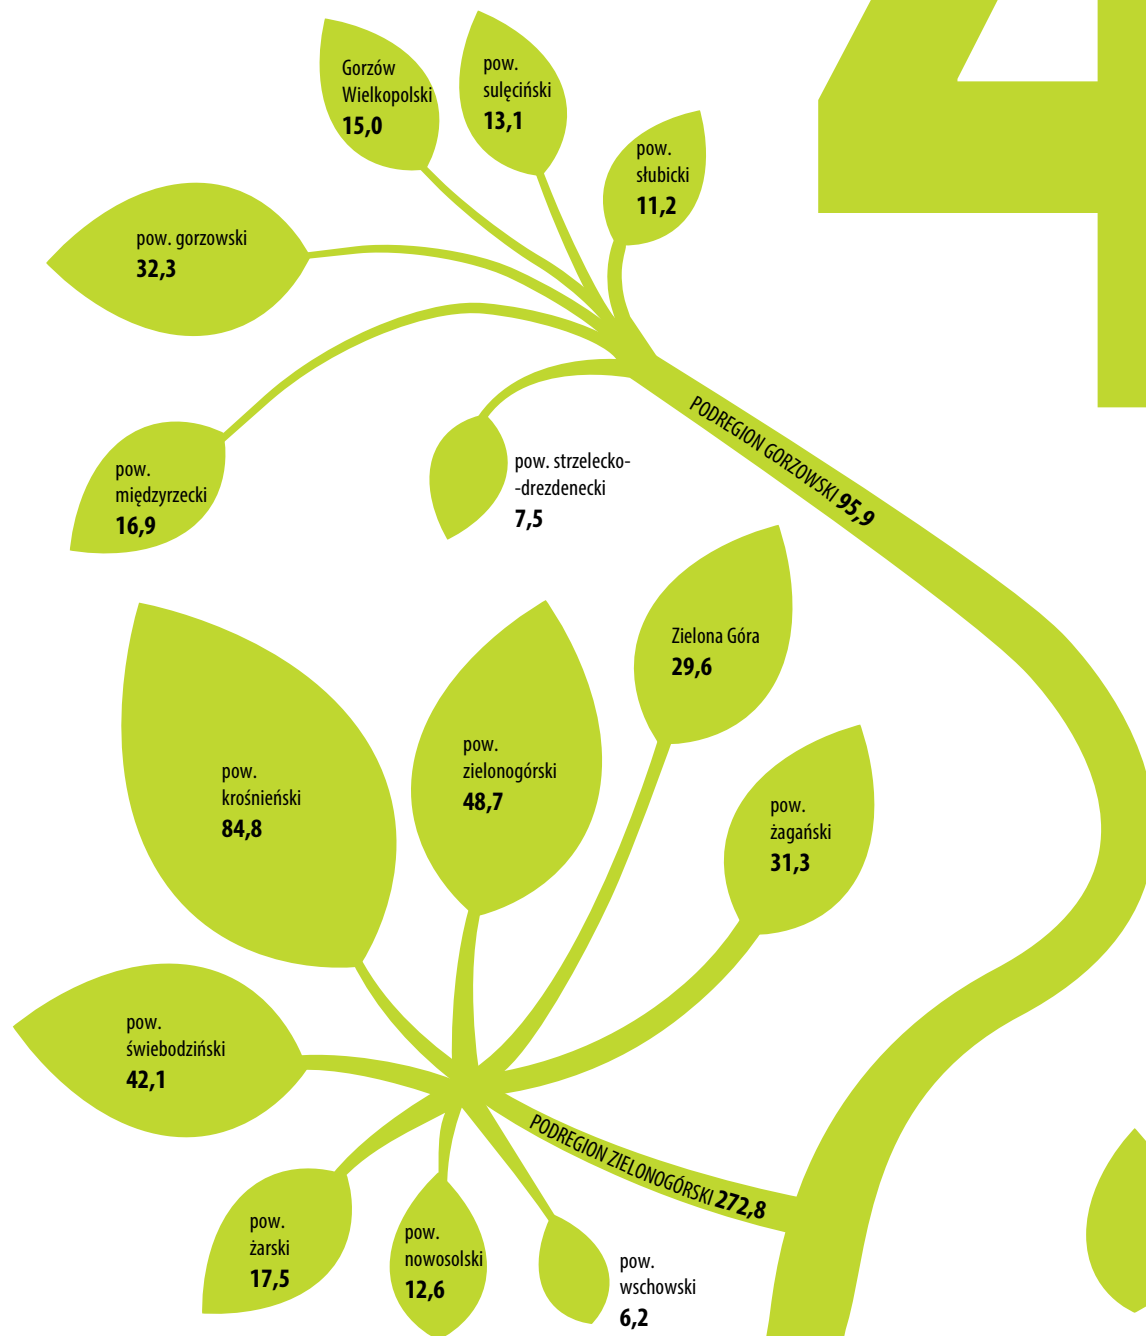 4
Gorzów
Wielkopolski
15,0
pow.
sulęciński
13,1
pow.
słubicki
11,2
pow. gorzowski
32,3
pow.
międzyrzecki
16,9
pow. strzelecko-
-drezdenecki
7,5
PODREGION GORZOWSKI 95,9
Zielona Góra
29,6
pow.
zielonogórski
48,7
pow.
krośnieński
84,8
pow.
żagański
31,3
pow.
świebodziński
42,1
PODREGION ZIELONOGÓRSKI 272,8
pow.
żarski
17,5
pow.
nowosolski
12,6
pow.
wschowski
6,2